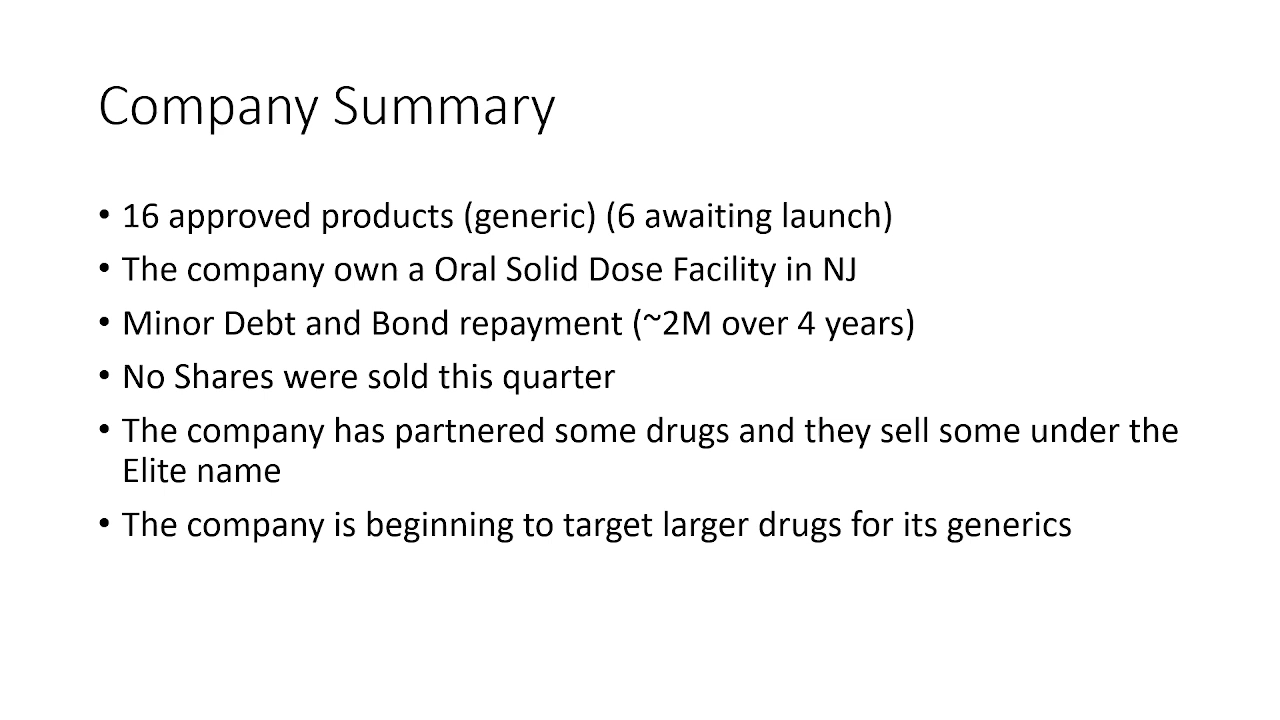 Company Summary
• 16 approved products (generic) (6 awaiting launch)
• The company own a Oral Solid Dose Facility in NJ
• Minor Debt and Bond repayment (~2M over 4 years)
• No Shares were sold this quarter
• The company has partnered some drugs and they sell some under the
Elite name
• The company is beginning to target larger drugs for its generics